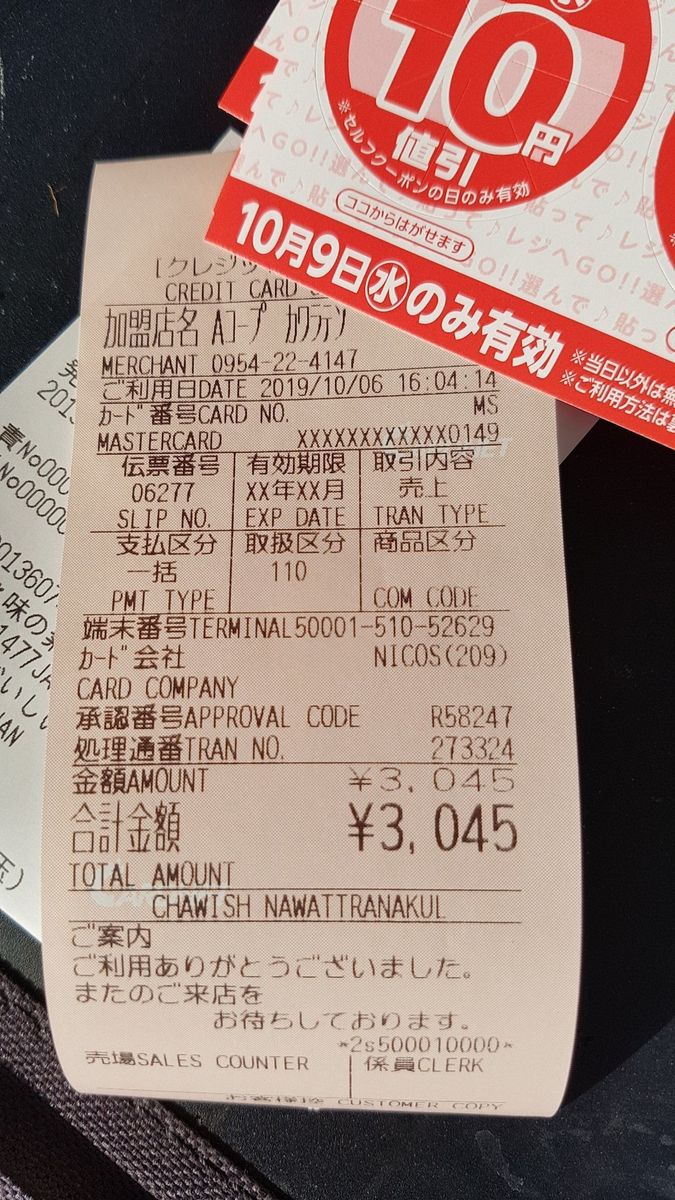 10円
値引
※セルフクーポンの日のみ有効
ココからはがせます
10月9日㊌のみ有効
※当日以外は無
※ご利用方法は
[クレジッ
CREDIT CARD
加盟店名 Aコープ カワチファン
MERCHANT 0954-22-4147
ご利用日DATE 2019/10/06 16:04:14
カード番号CARD NO. MS
MASTERCARD XXXXXXXXXXXX0149
伝票番号 有効期限 取引内容
06277 XX年XX月 売上
SLIP NO. EXP DATE TRAN TYPE
支払区分 取扱区分 商品区分
一括 110
PMT TYPE COM CODE
端末番号TERMINAL50001-510-52629
カード会社 NICOS(209)
CARD COMPANY
承認番号APPROVAL CODE R58247
処理通番TRAN NO. 273324
金額AMOUNT ¥3,045
合計金額 ¥3,045
TOTAL AMOUNT
CHAWISH NAWATTRANAKUL
ご案内
ご利用ありがとうございました。
またのご来店を
お待ちしております。
*2s500010000*
売場SALES COUNTER 係員CLERK
お客様控 CUSTOMER COPY